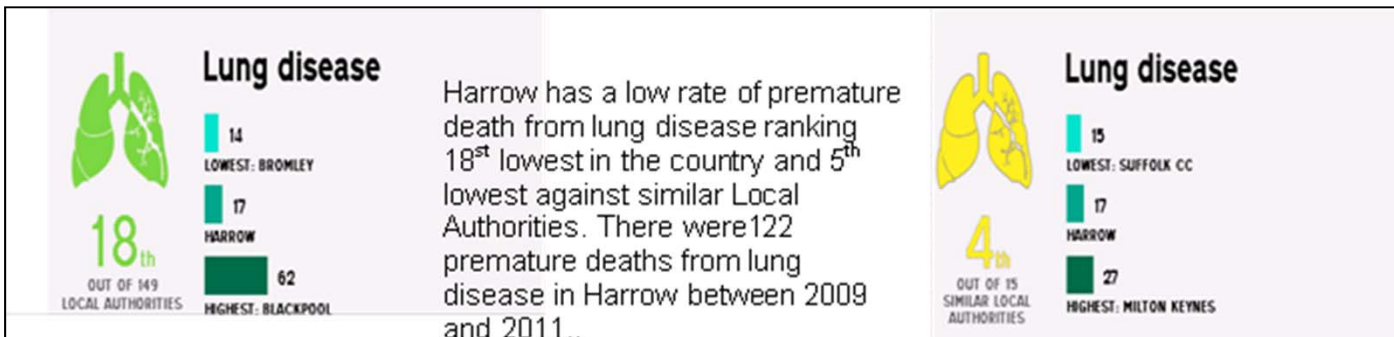 Lung disease
14
LOWEST: BROMLEY
17
HARROW
62
HIGHEST: BLACKPOOL
18th
OUT OF 149
LOCAL AUTHORITIES
Harrow has a low rate of premature
death from lung disease ranking
18st lowest in the country and 5th
lowest against similar Local
Authorities. There were122
premature deaths from lung
disease in Harrow between 2009
and 2011..
Lung disease
15
LOWEST: SUFFOLK CC
17
HARROW
27
HIGHEST: MILTON KEYNES
4th
OUT OF 15
SIMILAR LOCAL
AUTHORITIES